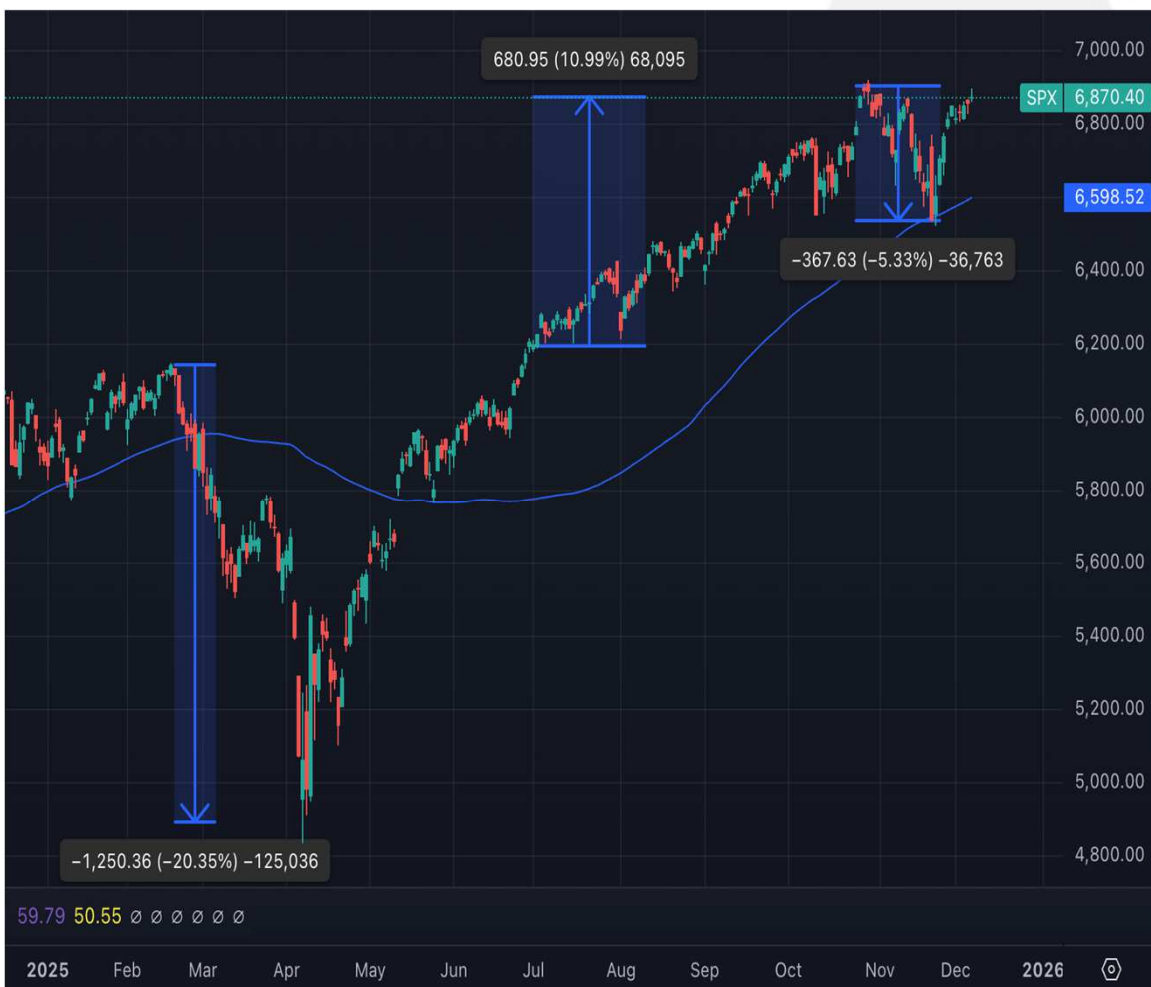 7,000.00
680.95 (10.99%) 68,095
SPX 6,870.40
6,800.00
6,598.52
−367.63 (−5.33%) −36,763
6,400.00
6,200.00
6,000.00
5,800.00
5,600.00
5,400.00
5,200.00
5,000.00
−1,250.36 (−20.35%) −125,036
4,800.00
59.79 50.55 ∅ ∅ ∅ ∅ ∅ ∅
2025 Feb Mar Apr May Jun Jul Aug Sep Oct Nov Dec 2026